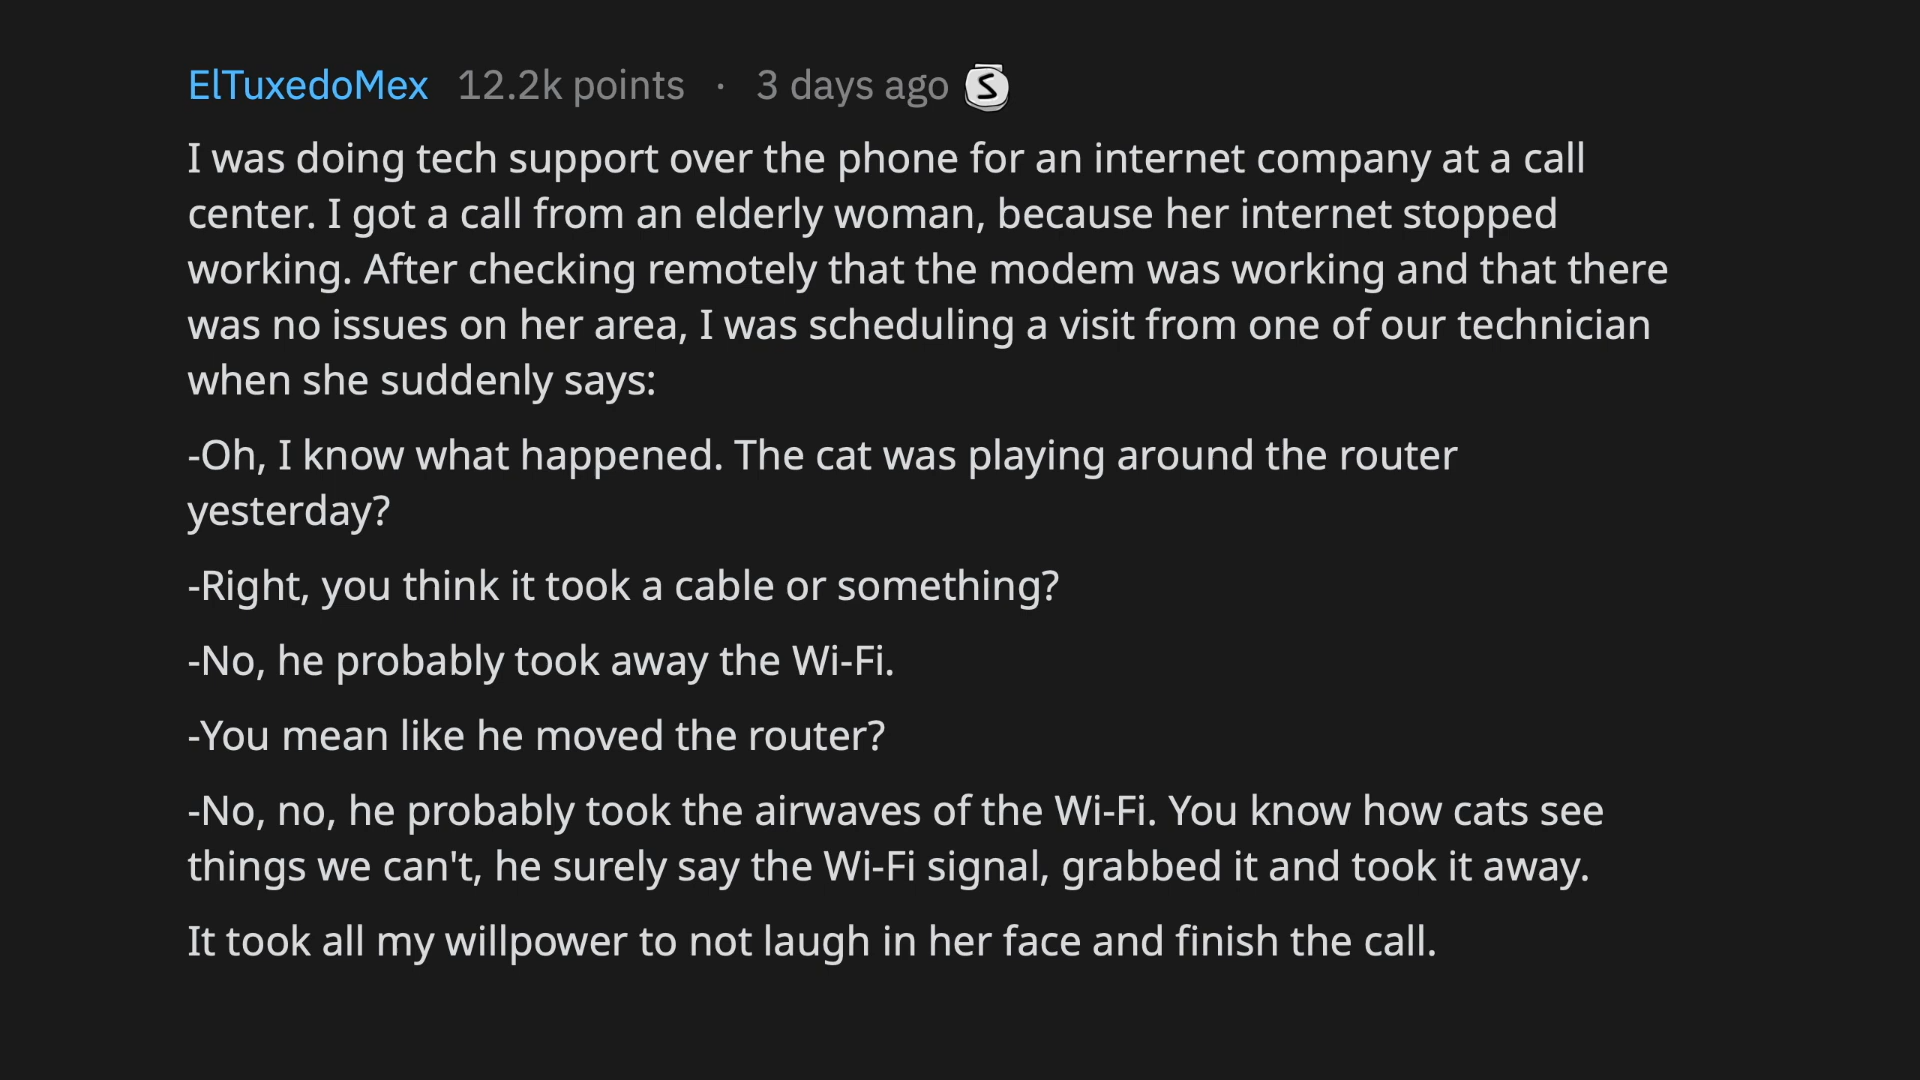 ElTuxedoMex 12.2k points · 3 days ago S
I was doing tech support over the phone for an internet company at a call
center. I got a call from an elderly woman, because her internet stopped
working. After checking remotely that the modem was working and that there
was no issues on her area, I was scheduling a visit from one of our technician
when she suddenly says:
-Oh, I know what happened. The cat was playing around the router
yesterday?
-Right, you think it took a cable or something?
-No, he probably took away the Wi-Fi.
-You mean like he moved the router?
-No, no, he probably took the airwaves of the Wi-Fi. You know how cats see
things we can't, he surely say the Wi-Fi signal, grabbed it and took it away.
It took all my willpower to not laugh in her face and finish the call.